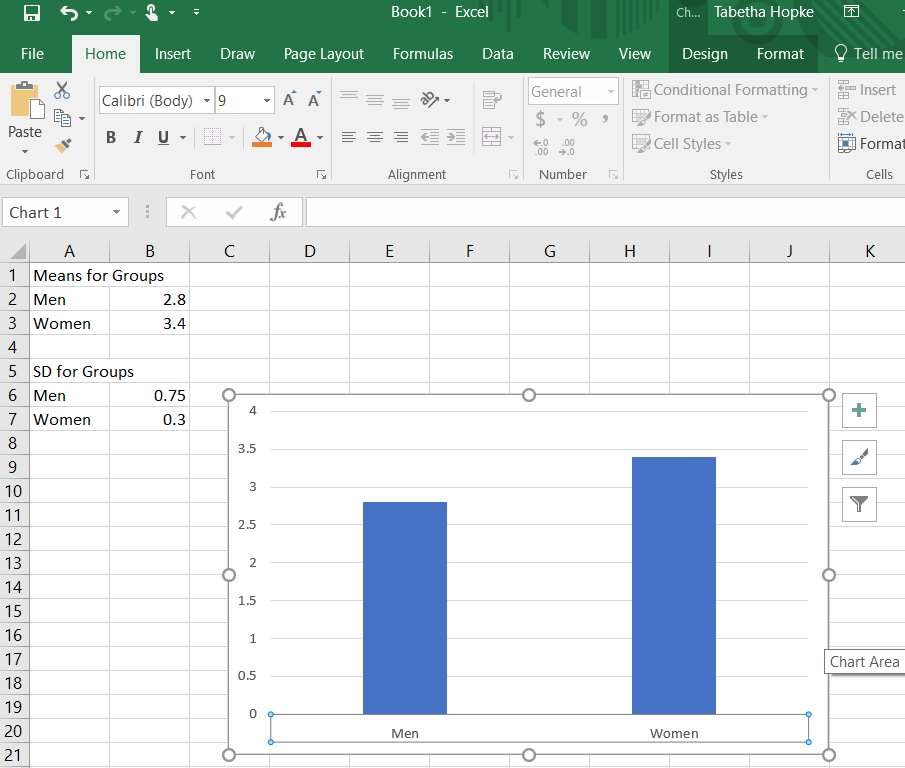 Book1 - Excel
Ch... Tabetha Hopke
File Home Insert Draw Page Layout Formulas Data Review View Design Format Tell me
Paste
Calibri (Body) 9
A A
B I U A
General
$ % ,
←.0 .00
.00 →.0
Conditional Formatting
Format as Table
Cell Styles
Insert
Delete
Format
Clipboard Font Alignment Number Styles Cells
Chart 1 fx
A B C D E F G H I J K
1 Means for Groups
2 Men 2.8
3 Women 3.4
4
5 SD for Groups
6 Men 0.75
7 Women 0.3
8
9
10
11
12
13
14
15
16
17
18
19
20
21
4
3.5
3
2.5
2
1.5
1
0.5
0
Men Women
Chart Area